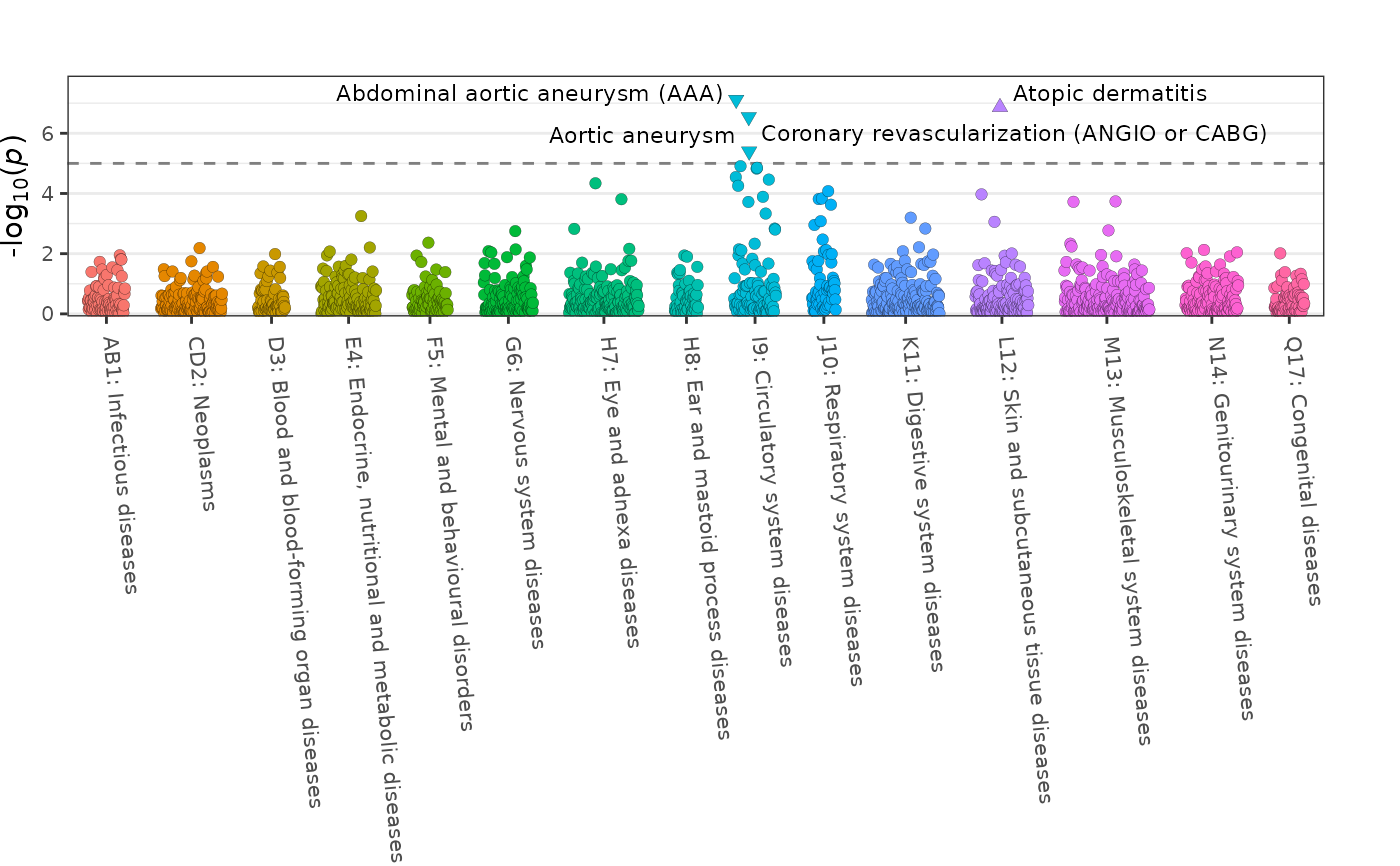 Abdominal aortic aneurysm (AAA)
Atopic dermatitis
Aortic aneurysm
Coronary revascularization (ANGIO or CABG)
-log10(p)
6
4
2
0
AB1: Infectious diseases
CD2: Neoplasms
D3: Blood and blood-forming organ diseases
E4: Endocrine, nutritional and metabolic diseases
F5: Mental and behavioural disorders
G6: Nervous system diseases
H7: Eye and adnexa diseases
H8: Ear and mastoid process diseases
I9: Circulatory system diseases
J10: Respiratory system diseases
K11: Digestive system diseases
L12: Skin and subcutaneous tissue diseases
M13: Musculoskeletal system diseases
N14: Genitourinary system diseases
Q17: Congenital diseases